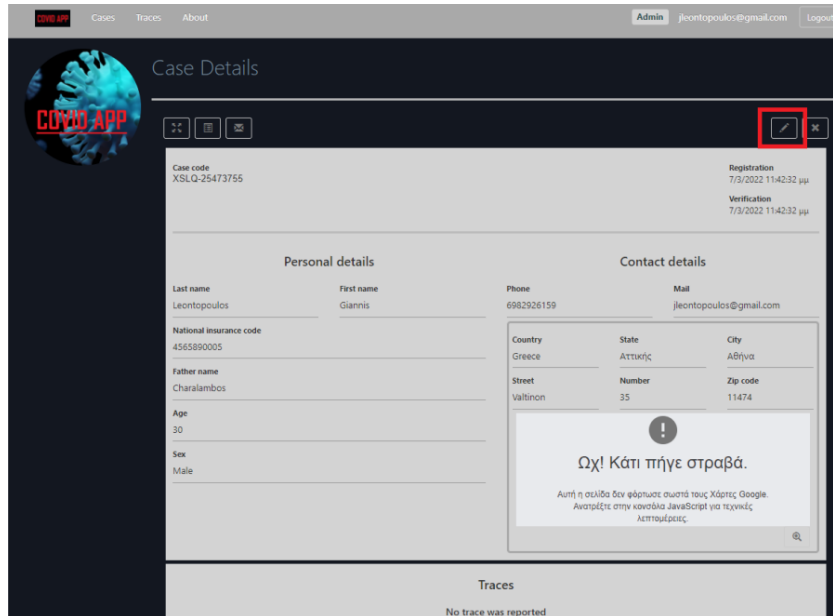 COVID APP Cases Traces About Admin jleontopoulos@gmail.com Logout
COVID APP
Case Details
Case code
XSLQ-25473755
Registration
7/3/2022 11:42:32 μμ
Verification
7/3/2022 11:42:32 μμ
Personal details
Last name First name
Leontopoulos Giannis
National insurance code
4565890005
Father name
Charalambos
Age
30
Sex
Male
Contact details
Phone Mail
6982926159 jleontopoulos@gmail.com
Country State City
Greece Αττικής Αθήνα
Street Number Zip code
Valtinon 35 11474
Ωχ! Κάτι πήγε στραβά.
Αυτή η σελίδα δεν φόρτωσε σωστά τους Χάρτες Google.
Ανατρέξτε στην κονσόλα JavaScript για τεχνικές
λεπτομέρειες.
Traces
No trace was reported